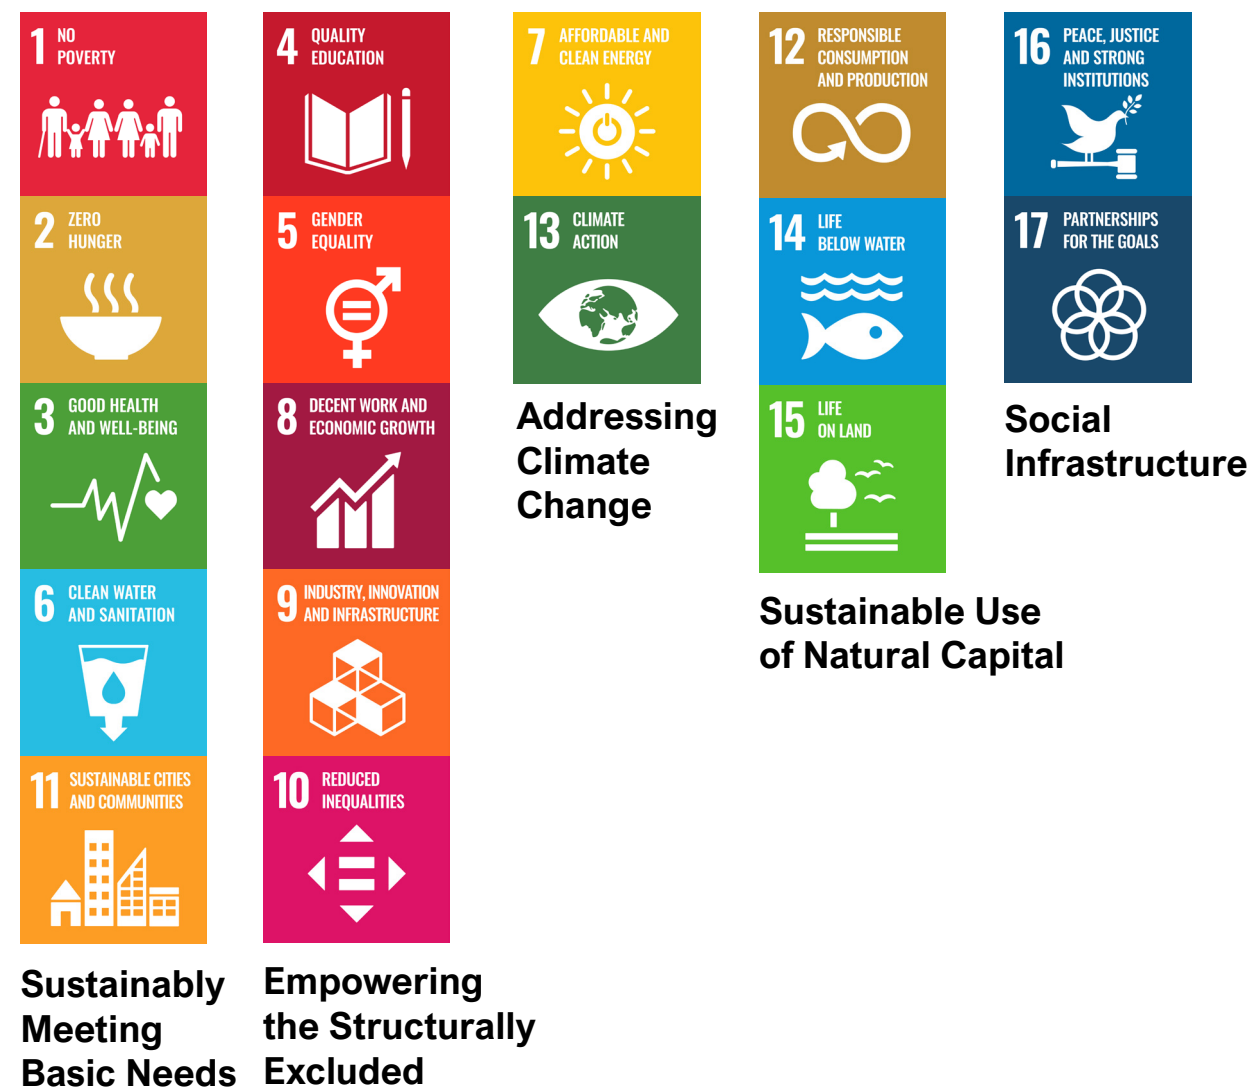 1 NO
POVERTY
2 ZERO
HUNGER
3 GOOD HEALTH
AND WELL-BEING
6 CLEAN WATER
AND SANITATION
11 SUSTAINABLE CITIES
AND COMMUNITIES
Sustainably
Meeting
Basic Needs
4 QUALITY
EDUCATION
5 GENDER
EQUALITY
8 DECENT WORK AND
ECONOMIC GROWTH
9 INDUSTRY, INNOVATION
AND INFRASTRUCTURE
10 REDUCED
INEQUALITIES
Empowering
the Structurally
Excluded
7 AFFORDABLE AND
CLEAN ENERGY
13 CLIMATE
ACTION
Addressing
Climate
Change
12 RESPONSIBLE
CONSUMPTION
AND PRODUCTION
14 LIFE
BELOW WATER
15 LIFE
ON LAND
Sustainable Use
of Natural Capital
16 PEACE, JUSTICE
AND STRONG
INSTITUTIONS
17 PARTNERSHIPS
FOR THE GOALS
Social
Infrastructure